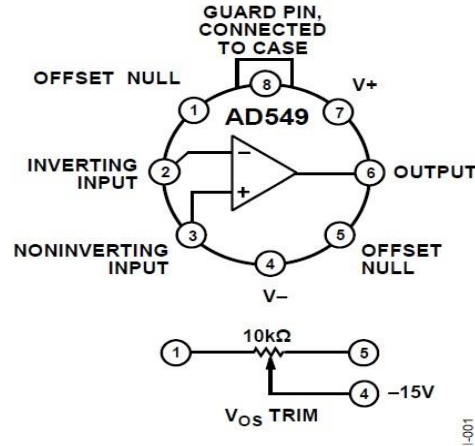 GUARD PIN,
CONNECTED
TO CASE
OFFSET NULL
8
V+
1
AD549
7
INVERTING
INPUT
2
−
6
OUTPUT
+
NONINVERTING
INPUT
3
5
OFFSET
NULL
4
V−
10kΩ
1
5
4
−15V
VOS TRIM
I-001